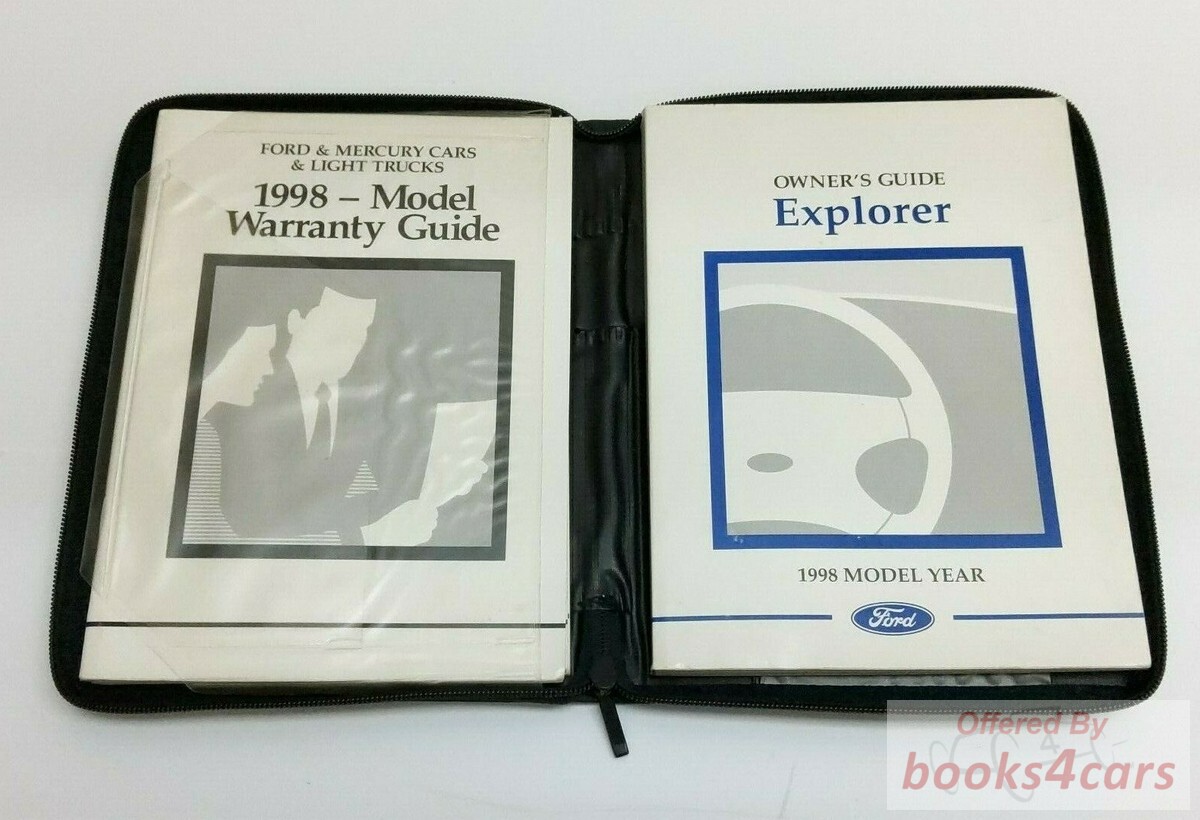 FORD & MERCURY CARS
& LIGHT TRUCKS
1998 – Model
Warranty Guide
OWNER'S GUIDE
Explorer
1998 MODEL YEAR
Ford
Offered By
books4cars